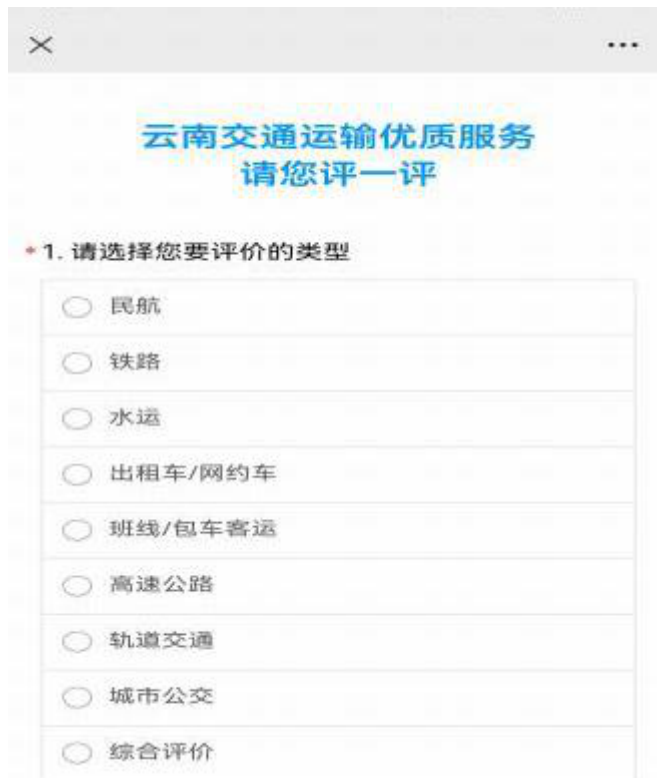 云南交通运输优质服务
请您评一评
*1. 请选择您要评价的类型
民航
铁路
水运
出租车/网约车
班线/包车客运
高速公路
轨道交通
城市公交
综合评价